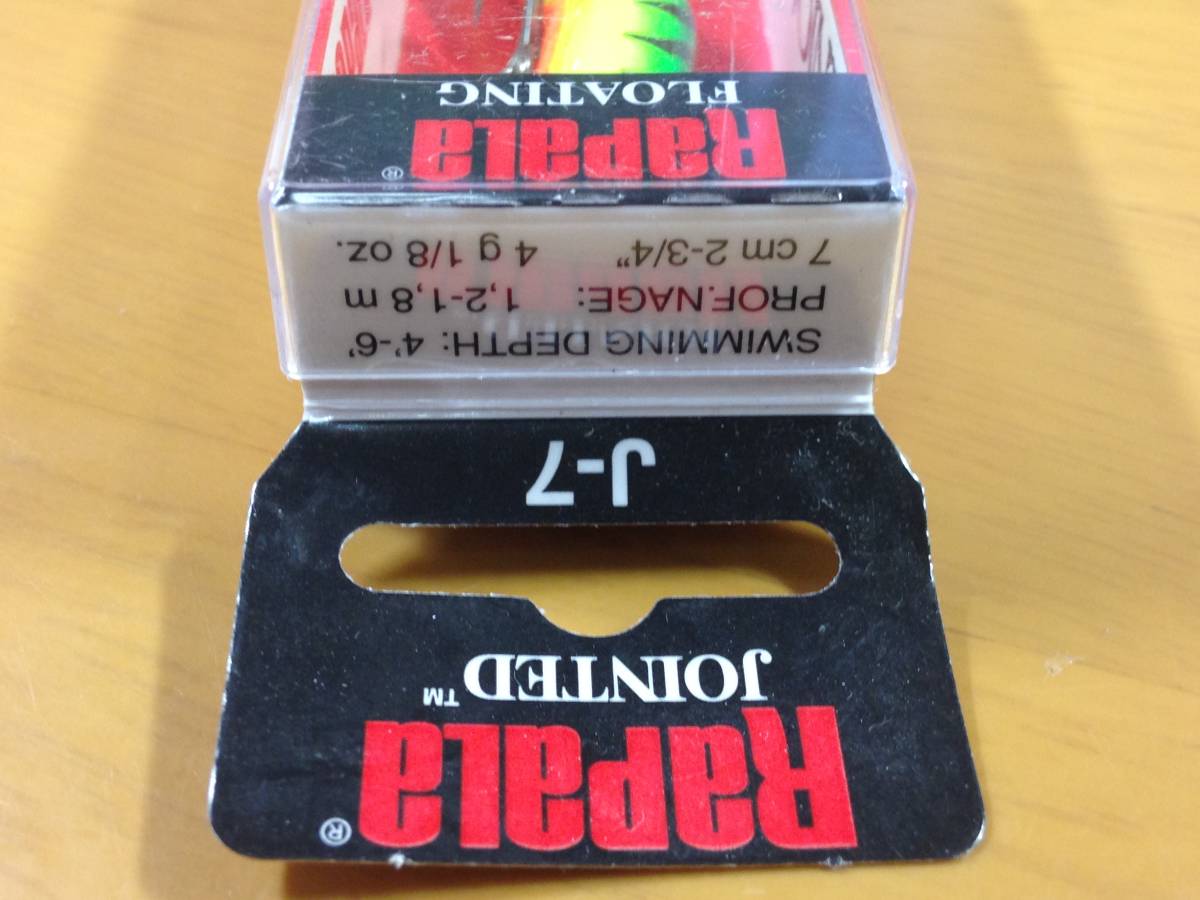 RAPALA®
JOINTED™
J-7
SWIMMING DEPTH: 4'-6'
PROF.NAGE: 1,2-1,8 m
7 cm 2-3/4” 4 g 1/8 oz.
RAPALA®
FLOATING